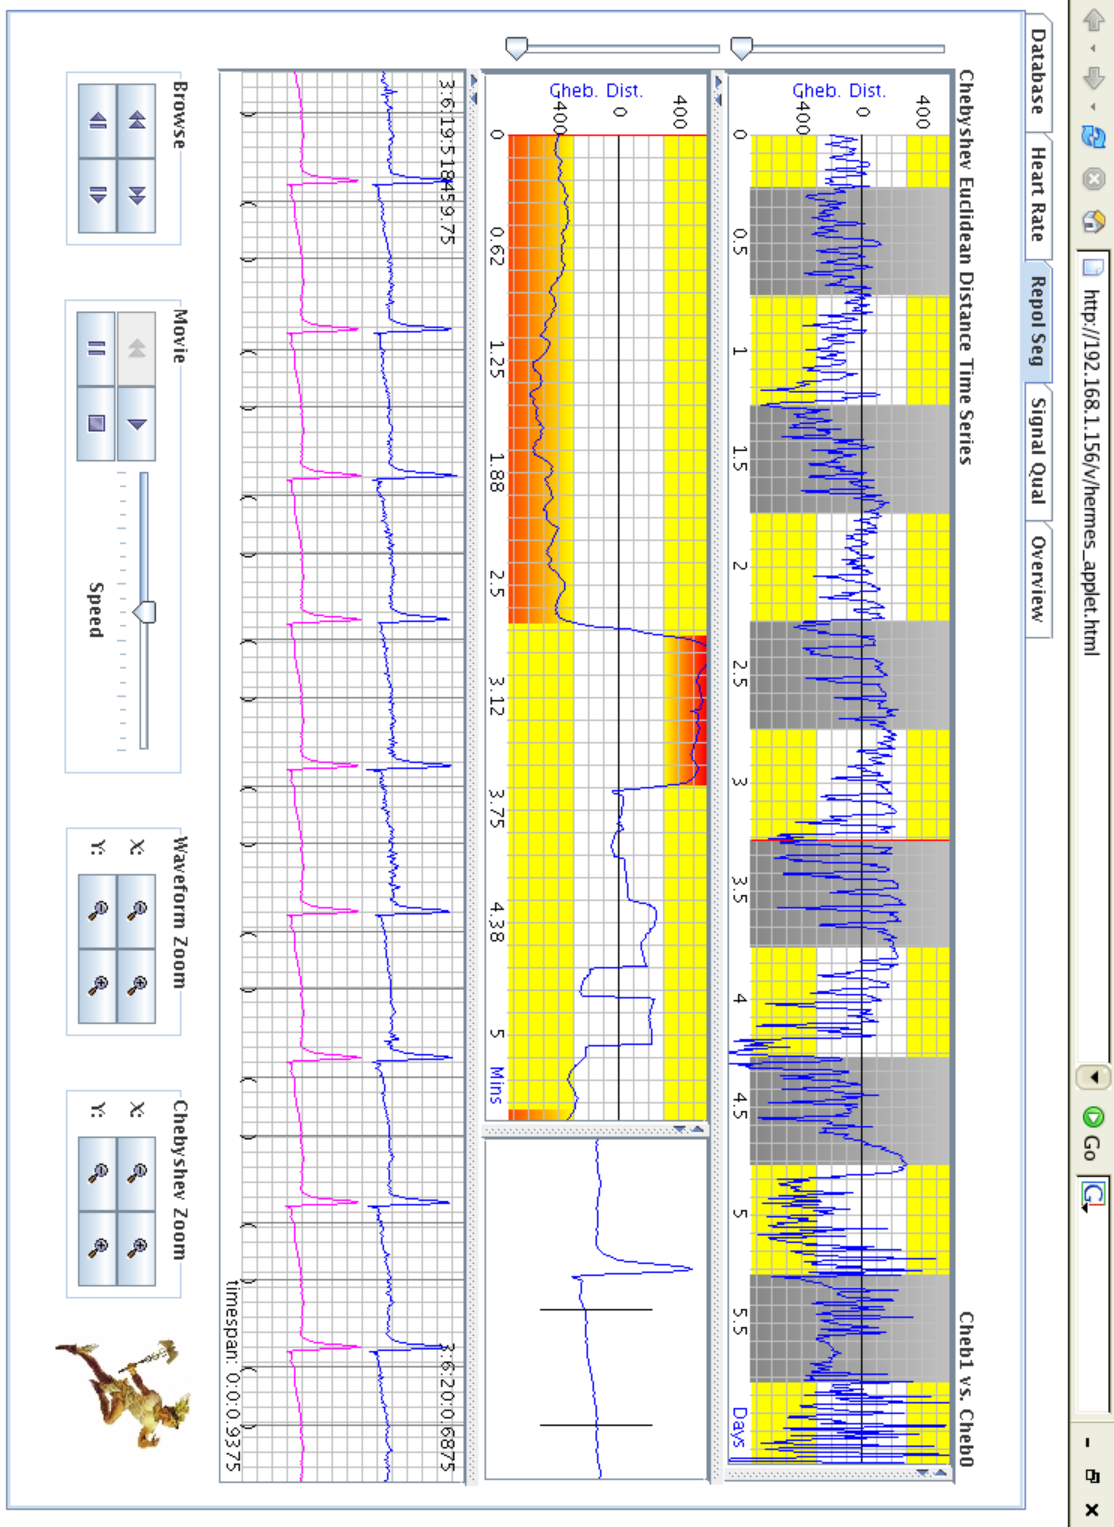 http://192.168.1.156/v/hermes_applet.html
Go
Database Heart Rate Repol Seg Signal Qual Overview
Chebyshev Euclidean Distance Time Series Cheb1 vs. Cheb0
Gheb. Dist.
400
0
400
0 0.5 1 1.5 2 2.5 3 3.5 4 4.5 5 5.5 Days
Gheb. Dist.
400
0
400
0 0.62 1.25 1.88 2.5 3.12 3.75 4.38 5 Mins
3:6:19:518459.75 3:6:20:0.6875
timespan: 0:0:0.9375
Browse Movie Waveform Zoom Chebyshev Zoom
X: X:
Y: Y:
Speed